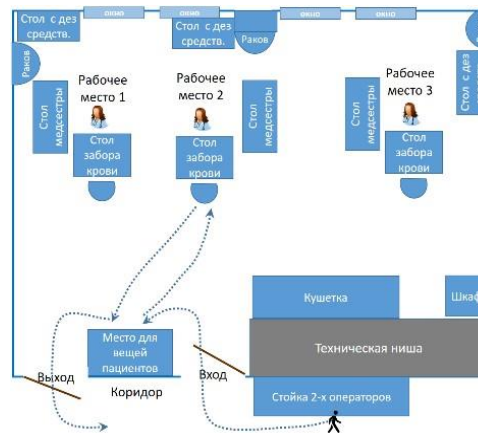 окно
окно
окно
окно
Стол с дез
средств.
Стол с дез
средств.
Раков
Раков
Рабочее
место 1
Рабочее
место 2
Рабочее
место 3
Стол с дез
Стол
медсестры
Стол
медсестры
Стол
медсестры
Стол
забора
крови
Стол
забора
крови
Стол
забора
крови
Кушетка
Шкаф
Место для
вещей
пациентов
Техническая ниша
Выход
Вход
Коридор
Стойка 2-х операторов